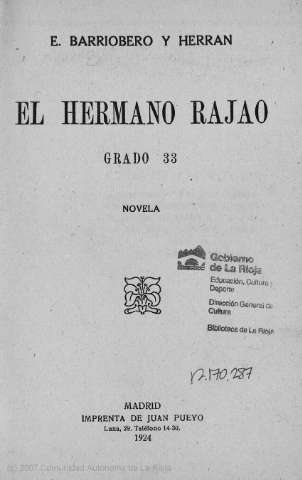 E. BARRIOBERO Y HERRAN
EL HERMANO RAJAO
GRADO 33
NOVELA
Gobierno
de La Rioja
Educación, Cultura y
Deporte
Dirección General de
Cultura
Biblioteca de La Rioja
V2.170.287
MADRID
IMPRENTA DE JUAN PUEYO
Luna, 29. Teléfono 14-30.
1924
(c) 2007 Comunidad Autónoma de La Rioja